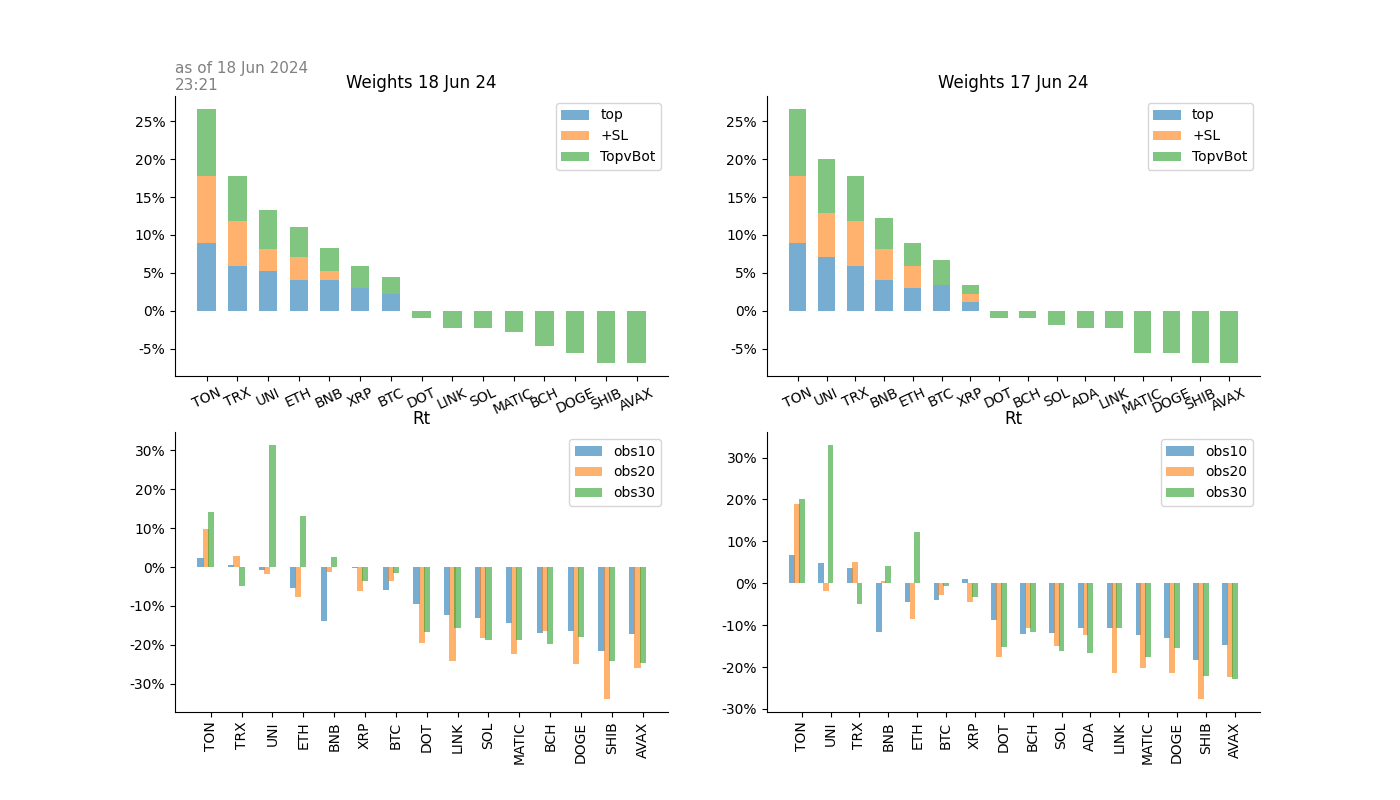 as of 18 Jun 2024
23:21
Weights 18 Jun 24
25%
20%
15%
10%
5%
0%
-5%
top
+SL
TopvBot
TON TRX UNI ETH BNB XRP BTC DOT LINK SOL MATIC BCH DOGE SHIB AVAX
Weights 17 Jun 24
25%
20%
15%
10%
5%
0%
-5%
top
+SL
TopvBot
TON UNI TRX BNB ETH BTC XRP DOT BCH SOL ADA LINK MATIC DOGE SHIB AVAX
Rt
30%
20%
10%
0%
-10%
-20%
-30%
obs10
obs20
obs30
TON TRX UNI ETH BNB XRP BTC DOT LINK SOL MATIC BCH DOGE SHIB AVAX
Rt
30%
20%
10%
0%
-10%
-20%
-30%
obs10
obs20
obs30
TON UNI TRX BNB ETH BTC XRP DOT BCH SOL ADA LINK MATIC DOGE SHIB AVAX